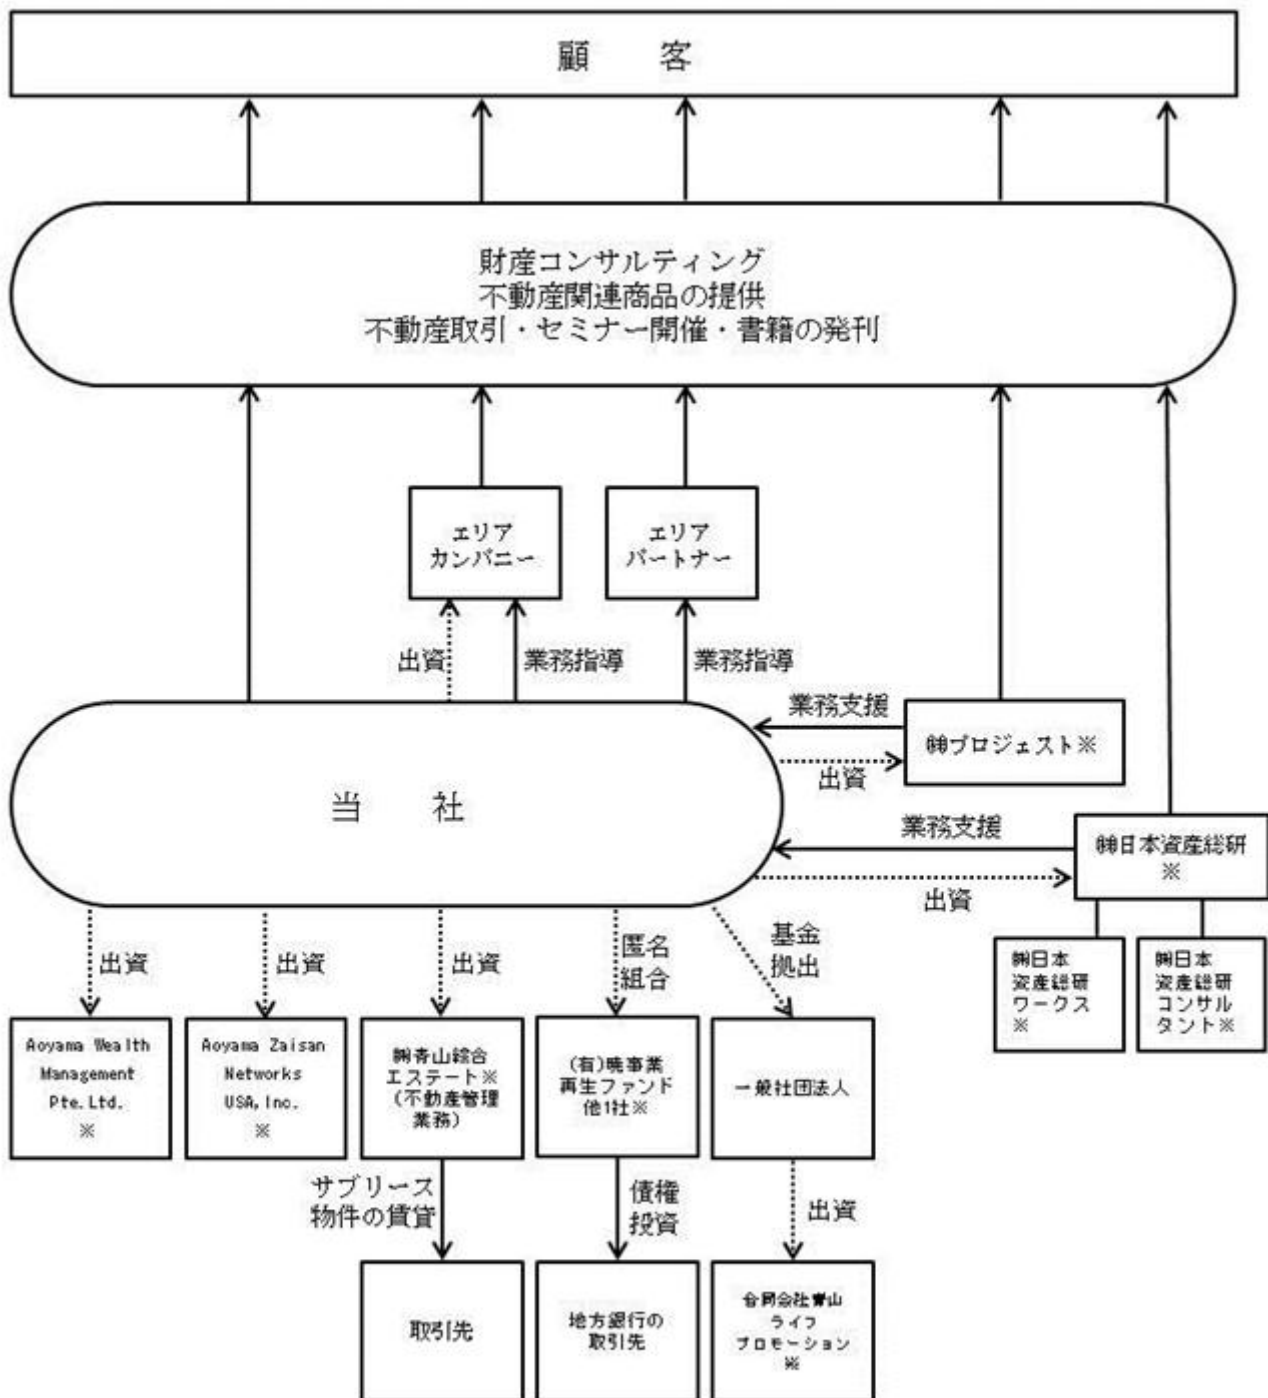 顧 客
財産コンサルティング
不動産関連商品の提供
不動産取引・セミナー開催・書籍の発刊
エリア
カンパニー
エリア
パートナー
出資
業務指導
業務指導
業務支援
㈱プロジェスト※
出資
当 社
業務支援
㈱日本資産総研
※
出資
出資
出資
出資
匿名
組合
基金
拠出
㈱日本
資産総研
ワークス
※
㈱日本
資産総研
コンサル
タント※
Aoyama Wealth
Management
Pte.Ltd.
※
Aoyama Zaisan
Networks
USA,Inc.
※
㈱青山綜合
エステート※
(不動産管理
業務)
(有)暁事業
再生ファンド
他1社※
一般社団法人
サブリース
物件の賃貸
債権
投資
出資
取引先
地方銀行の
取引先
合同会社青山
ライフ
プロモーション
※